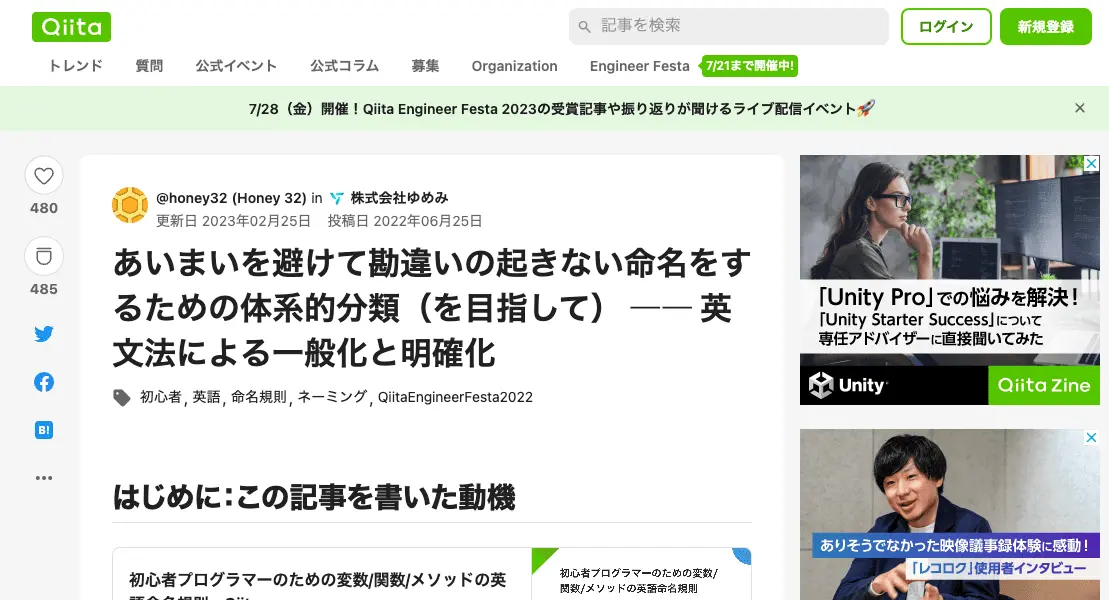 Qiita
記事を検索
ログイン
新規登録
トレンド
質問
公式イベント
公式コラム
募集
Organization
Engineer Festa
7/21まで開催中!
7/28（金）開催！Qiita Engineer Festa 2023の受賞記事や振り返りが聞けるライブ配信イベント🚀
480
485
B!
@honey32 (Honey 32) in 株式会社ゆめみ
更新日 2023年02月25日 投稿日 2022年06月25日
あいまいを避けて勘違いの起きない命名をす
るための体系的分類（を目指して） ―― 英
文法による一般化と明確化
初心者, 英語, 命名規則, ネーミング, QiitaEngineerFesta2022
はじめに：この記事を書いた動機
初心者プログラマーのための変数/関数/メソッドの英
初心者プログラマーのための変数/
関数/メソッドの英語命名規則
「Unity Pro」での悩みを解決！
「Unity Starter Success」について
専任アドバイザーに直接聞いてみた
Unity
Qiita Zine
ありそうでなかった映像議事録体験に感動！
「レコログ」使用者インタビュー